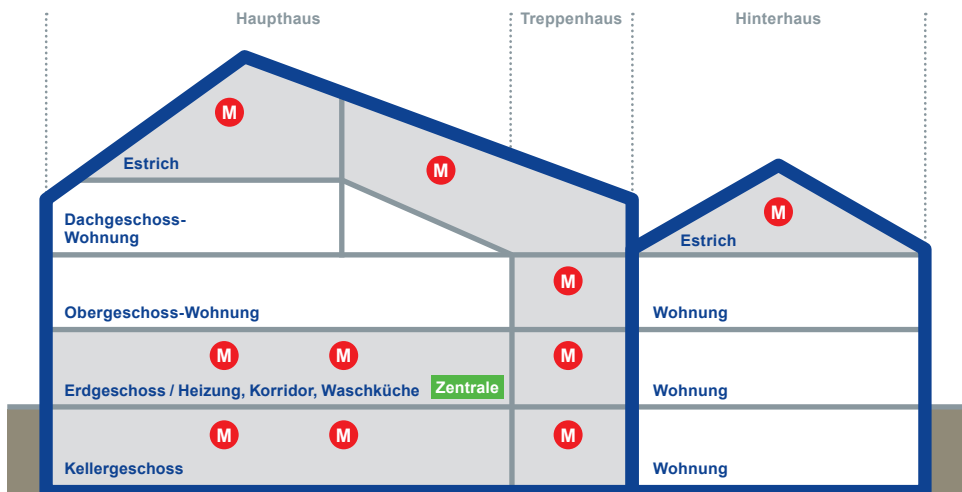 Haupthaus
Treppenhaus
Hinterhaus
M
Estrich
M
M
Estrich
Dachgeschoss-
Wohnung
M
Obergeschoss-Wohnung
Wohnung
M
M
M
Erdgeschoss / Heizung, Korridor, Waschküche
Zentrale
Wohnung
M
M
M
Kellergeschoss
Wohnung